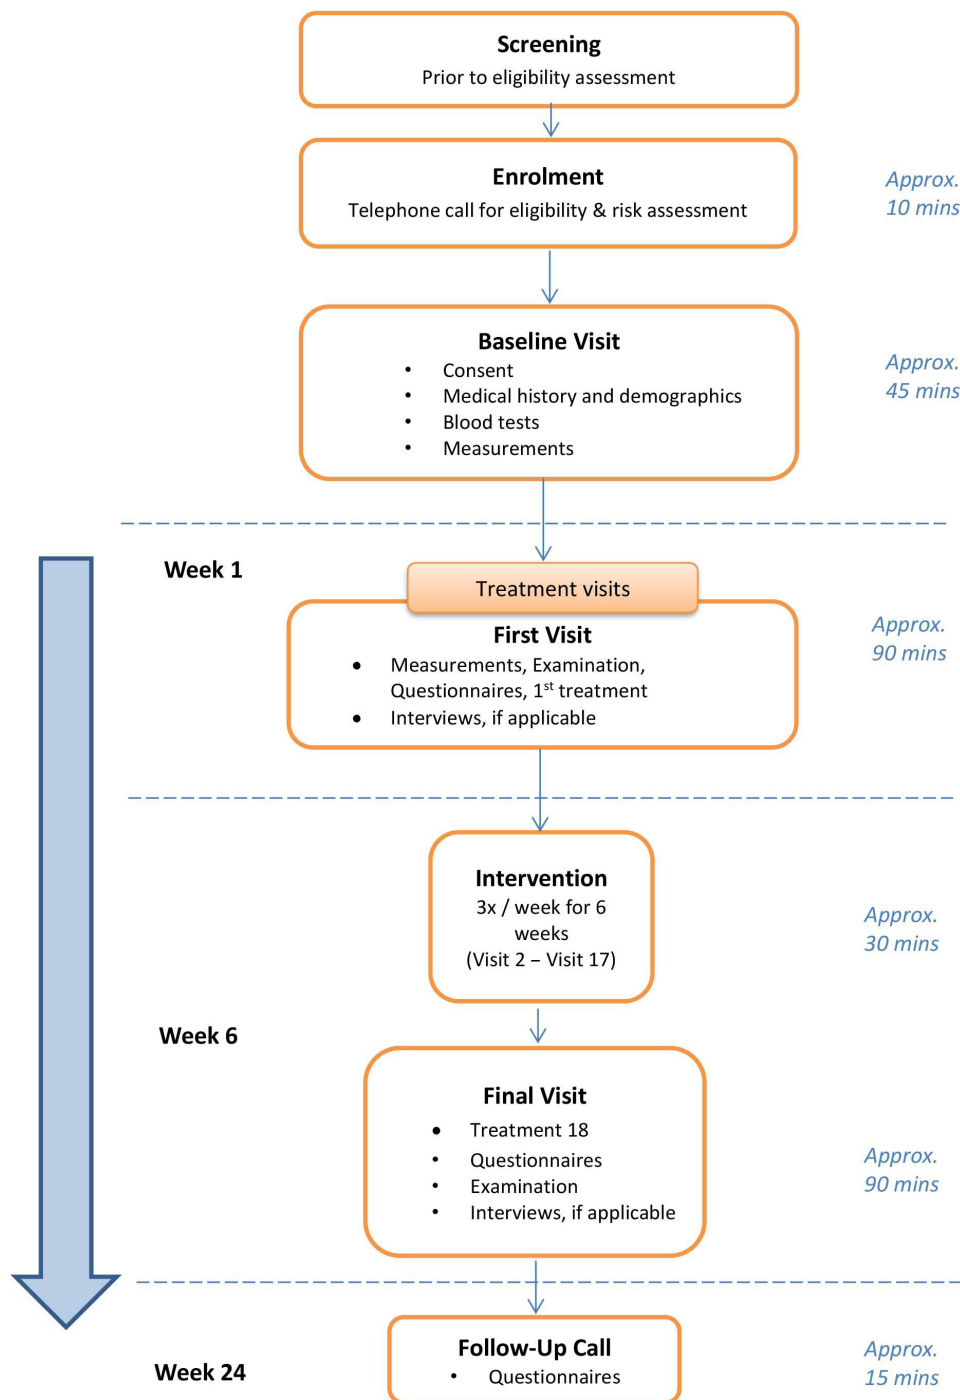 Screening
Prior to eligibility assessment
Enrolment
Telephone call for eligibility & risk assessment
Approx.
10 mins
Baseline Visit
• Consent
• Medical history and demographics
• Blood tests
• Measurements
Approx.
45 mins
Week 1
Treatment visits
First Visit
• Measurements, Examination,
Questionnaires, 1st treatment
• Interviews, if applicable
Approx.
90 mins
Intervention
3x / week for 6
weeks
(Visit 2 – Visit 17)
Approx.
30 mins
Week 6
Final Visit
• Treatment 18
• Questionnaires
• Examination
• Interviews, if applicable
Approx.
90 mins
Week 24
Follow-Up Call
• Questionnaires
Approx.
15 mins